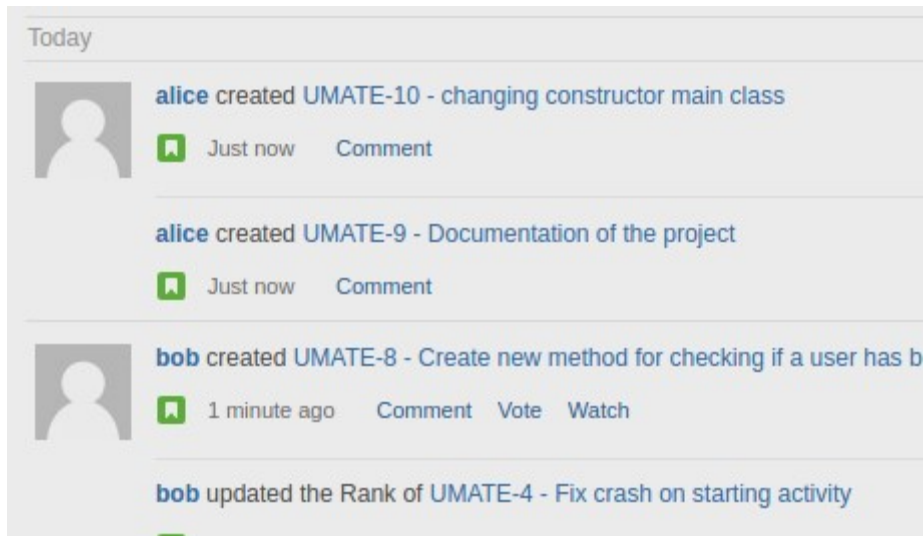 Today
alice created UMATE-10 - changing constructor main class
Just now Comment
alice created UMATE-9 - Documentation of the project
Just now Comment
bob created UMATE-8 - Create new method for checking if a user has b
1 minute ago Comment Vote Watch
bob updated the Rank of UMATE-4 - Fix crash on starting activity